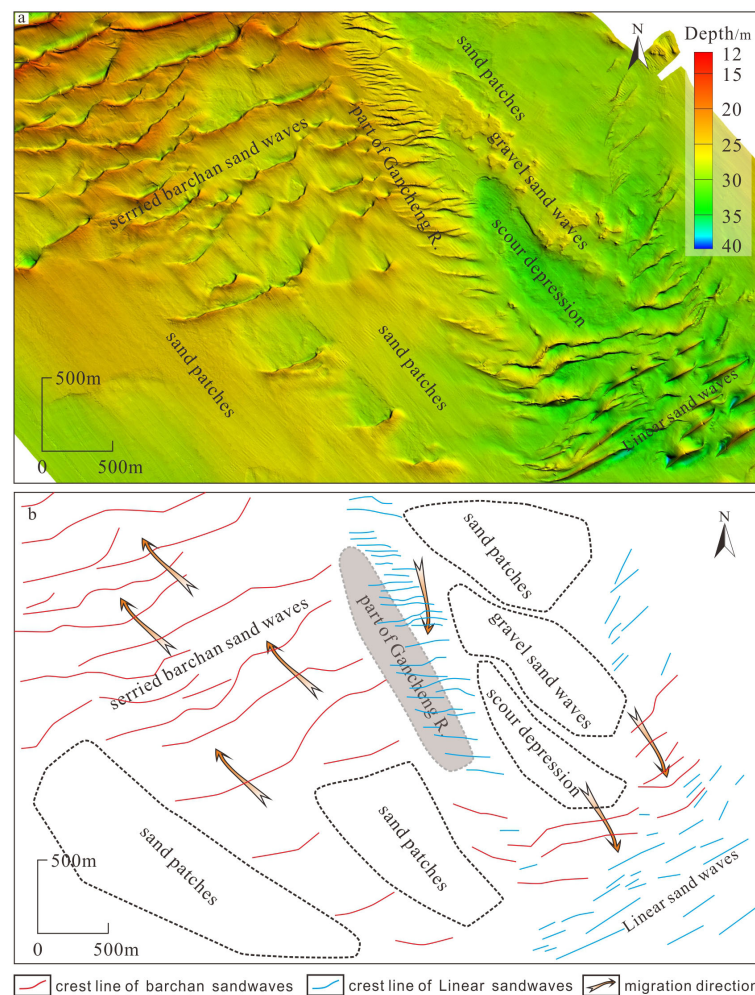 a
N
Depth/m
12
15
20
25
30
35
40
sand patches
part of Gancheng R.
gravel sand waves
serried barchan sand waves
scour depression
sand patches
sand patches
Linear sand waves
500m
0 500m
b
N
sand patches
part of Gancheng R.
gravel sand waves
serried barchan sand waves
scour depression
sand patches
sand patches
Linear sand waves
500m
0 500m
crest line of barchan sandwaves crest line of Linear sandwaves migration direction